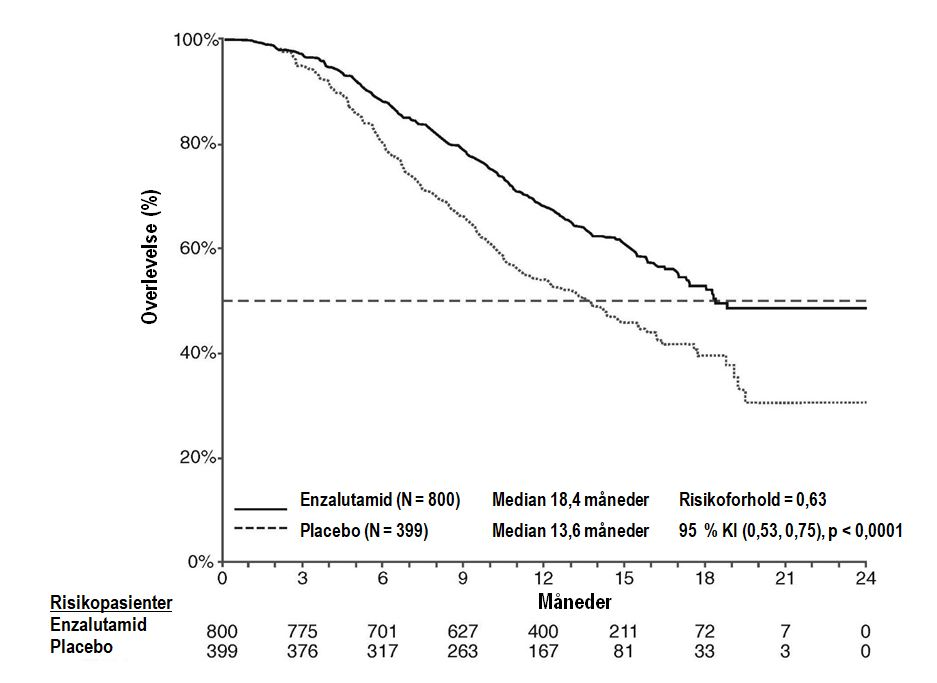 100%
80%
60%
40%
20%
0%
Overlevelse (%)
Enzalutamid (N = 800) Median 18,4 måneder Risikoforhold = 0,63
Placebo (N = 399) Median 13,6 måneder 95 % KI (0,53, 0,75), p < 0,0001
0 3 6 9 12 15 18 21 24
Måneder
Risikopasienter
Enzalutamid 800 775 701 627 400 211 72 7 0
Placebo 399 376 317 263 167 81 33 3 0